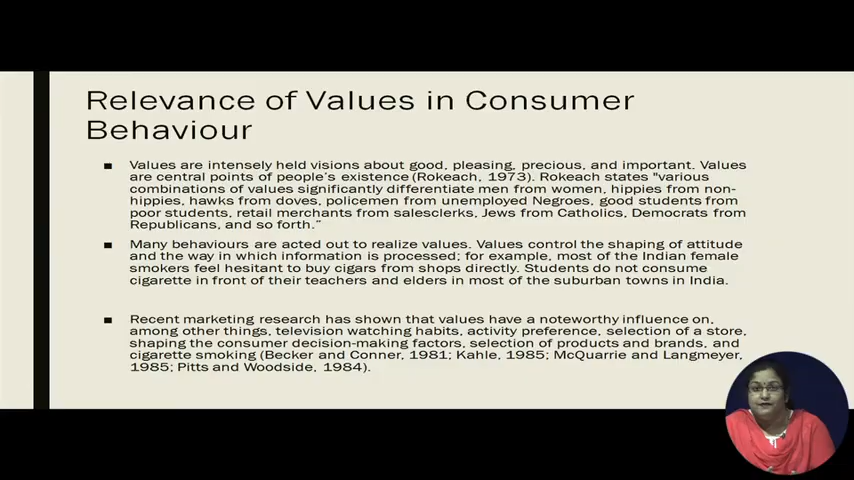 Relevance of Values in Consumer
Behaviour
■ Values are intensely held visions about good, pleasing, precious, and important. Values
are central points of people's existence (Rokeach, 1973). Rokeach states "various
combinations of values significantly differentiate men from women, hippies from non-
hippies, hawks from doves, policemen from unemployed Negroes, good students from
poor students, retail merchants from salesclerks, Jews from Catholics, Democrats from
Republicans, and so forth."
■ Many behaviours are acted out to realize values. Values control the shaping of attitude
and the way in which information is processed; for example, most of the Indian female
smokers feel hesitant to buy cigars from shops directly. Students do not consume
cigarette in front of their teachers and elders in most of the suburban towns in India.
■ Recent marketing research has shown that values have a noteworthy influence on,
among other things, television watching habits, activity preference, selection of a store,
shaping the consumer decision-making factors, selection of products and brands, and
cigarette smoking (Becker and Conner, 1981; Kahle, 1985; McQuarrie and Langmeyer,
1985; Pitts and Woodside, 1984).